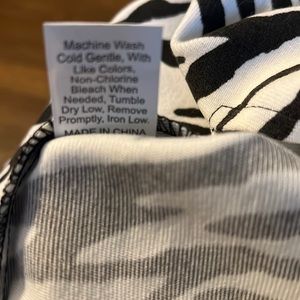 Machine Wash
Cold Gentle, With
Like Colors,
Non-Chlorine
Bleach When
Needed, Tumble
Dry Low, Remove
Promptly, Iron Low.
MADE IN CHINA